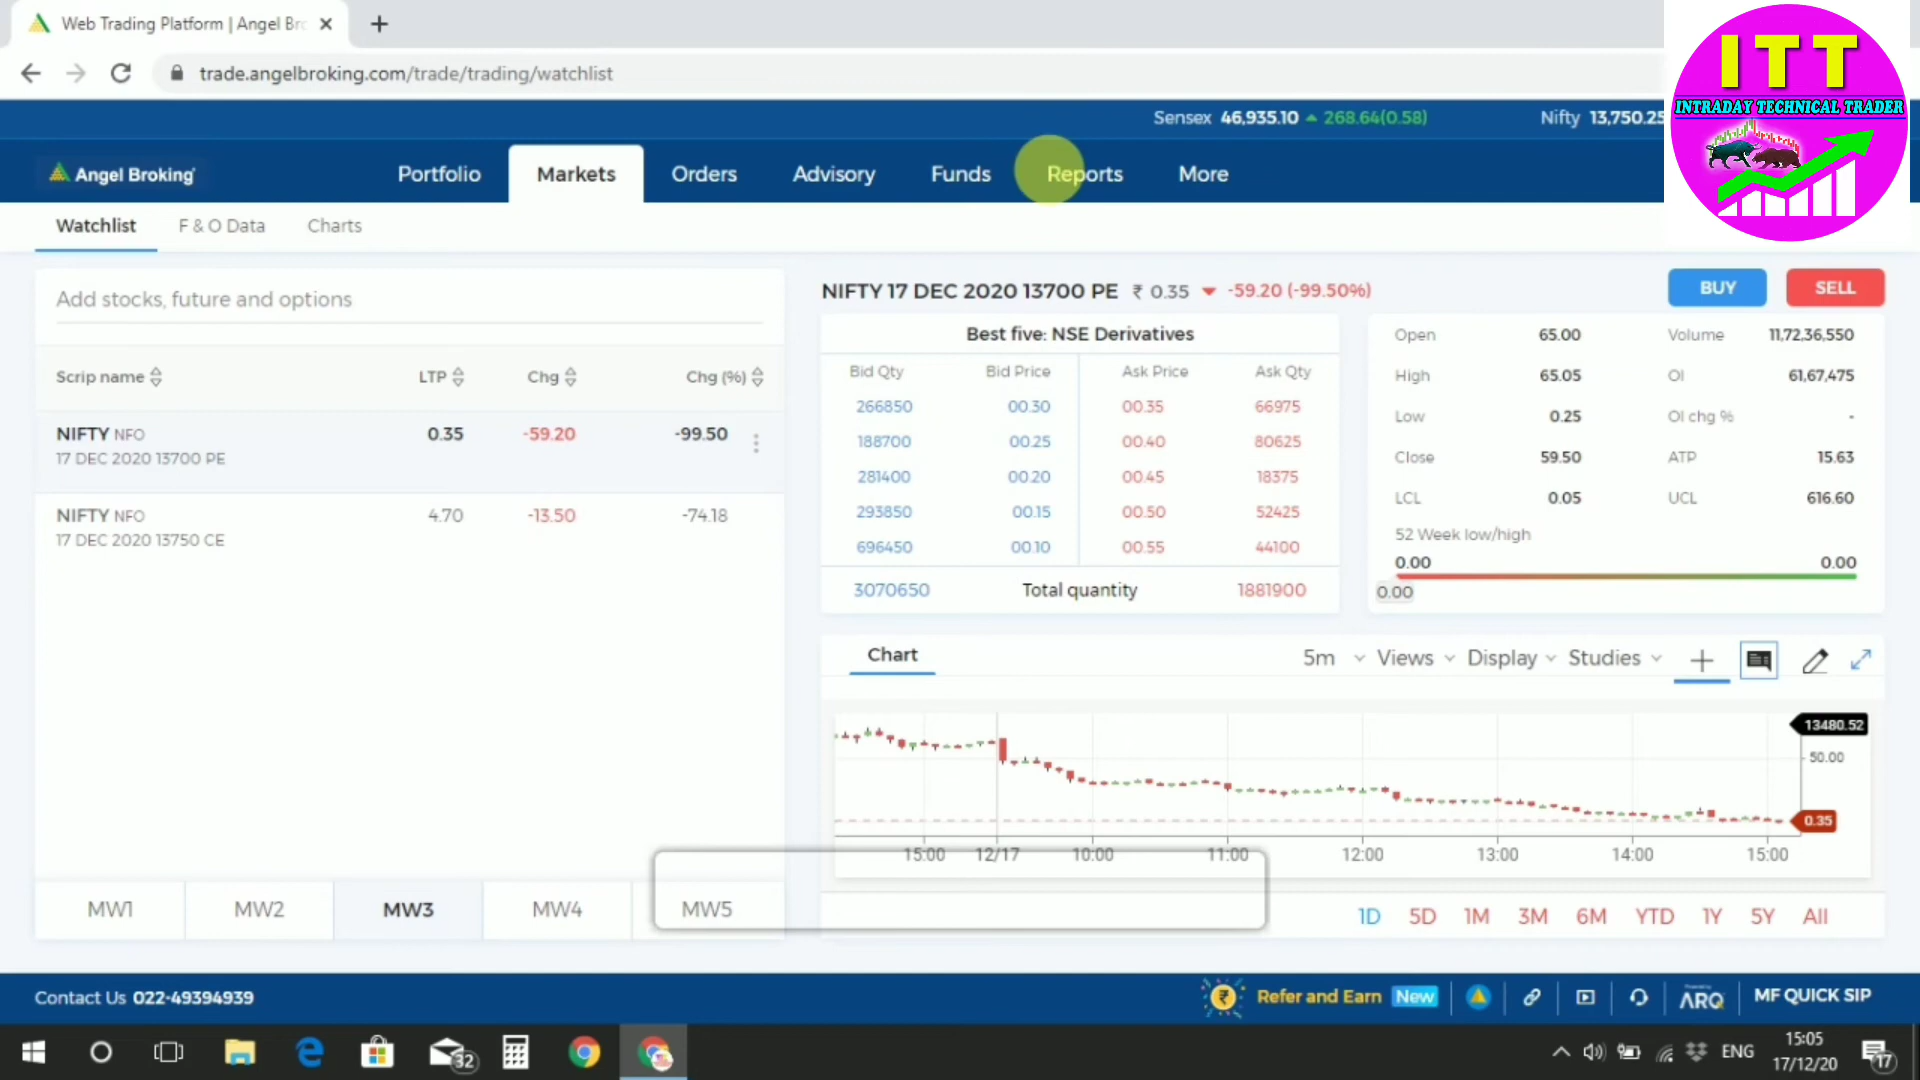 Web Trading Platform | Angel Bro
trade.angelbroking.com/trade/trading/watchlist
ITT
INTRADAY TECHNICAL TRADER
Sensex 46,935.10 268.64(0.58)
Nifty 13,750.25
Angel Broking
Portfolio Markets Orders Advisory Funds Reports More
Watchlist F & O Data Charts
Add stocks, future and options
Scrip name LTP Chg Chg (%)
NIFTY NFO 0.35 -59.20 -99.50
17 DEC 2020 13700 PE
NIFTY NFO 4.70 -13.50 -74.18
17 DEC 2020 13750 CE
MW1 MW2 MW3 MW4 MW5
NIFTY 17 DEC 2020 13700 PE ₹ 0.35 -59.20 (-99.50%)
BUY SELL
Best five: NSE Derivatives
Bid Qty Bid Price Ask Price Ask Qty
266850 00.30 00.35 66975
188700 00.25 00.40 80625
281400 00.20 00.45 18375
293850 00.15 00.50 52425
696450 00.10 00.55 44100
3070650 Total quantity 1881900
Open 65.00 Volume 11,72,36,550
High 65.05 OI 61,67,475
Low 0.25 OI chg % -
Close 59.50 ATP 15.63
LCL 0.05 UCL 616.60
52 Week low/high
0.00 0.00
0.00
Chart 5m Views Display Studies
13480.52
50.00
0.35
15:00 12/17 10:00 11:00 12:00 13:00 14:00 15:00
1D 5D 1M 3M 6M YTD 1Y 5Y All
Contact Us 022-49394939
Refer and Earn New
ARQ
MF QUICK SIP
32
ENG
15:05
17/12/20
17